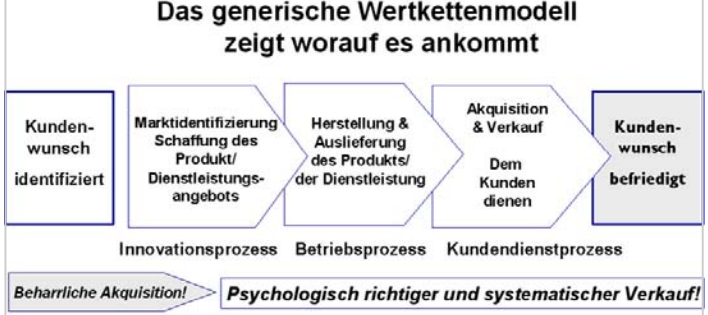 Das generische Wertkettenmodell
zeigt worauf es ankommt
Kunden-
wunsch
identifiziert
Marktidentifizierung
Schaffung des
Produkt/
Dienstleistungs-
angebots
Herstellung &
Auslieferung
des Produkts/
der Dienstleistung
Akquisition
& Verkauf
Dem
Kunden
dienen
Kunden-
wunsch
befriedigt
Innovationsprozess
Betriebsprozess
Kundendienstprozess
Beharrliche Akquisition!
Psychologisch richtiger und systematischer Verkauf!